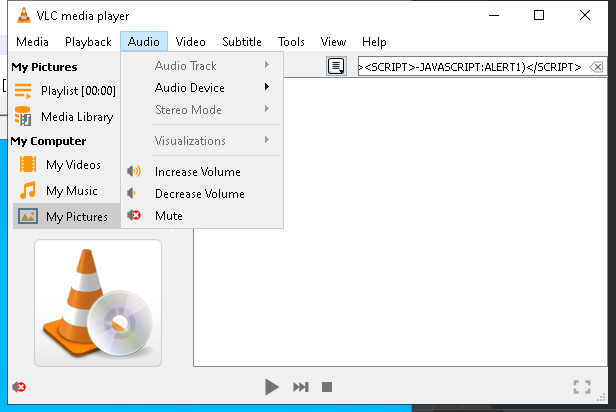 VLC media player
Media Playback Audio Video Subtitle Tools View Help
My Pictures
Playlist [00:00]
Media Library
My Computer
My Videos
My Music
My Pictures
Audio Track
Audio Device
Stereo Mode
Visualizations
Increase Volume
Decrease Volume
Mute
><SCRIPT>-JAVASCRIPT:ALERT1)</SCRIPT>